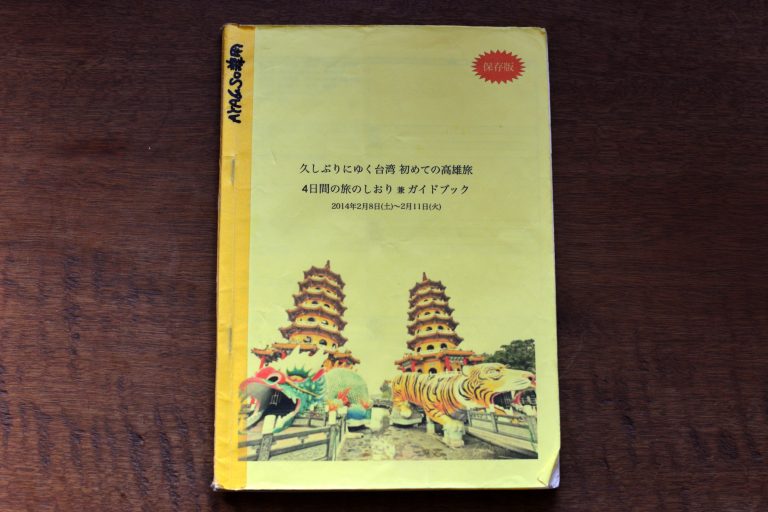 保存版
久しぶりにゆく台湾 初めての高雄旅
4日間の旅のしおり 兼 ガイドブック
2014年2月8日(土)〜2月11日(火)